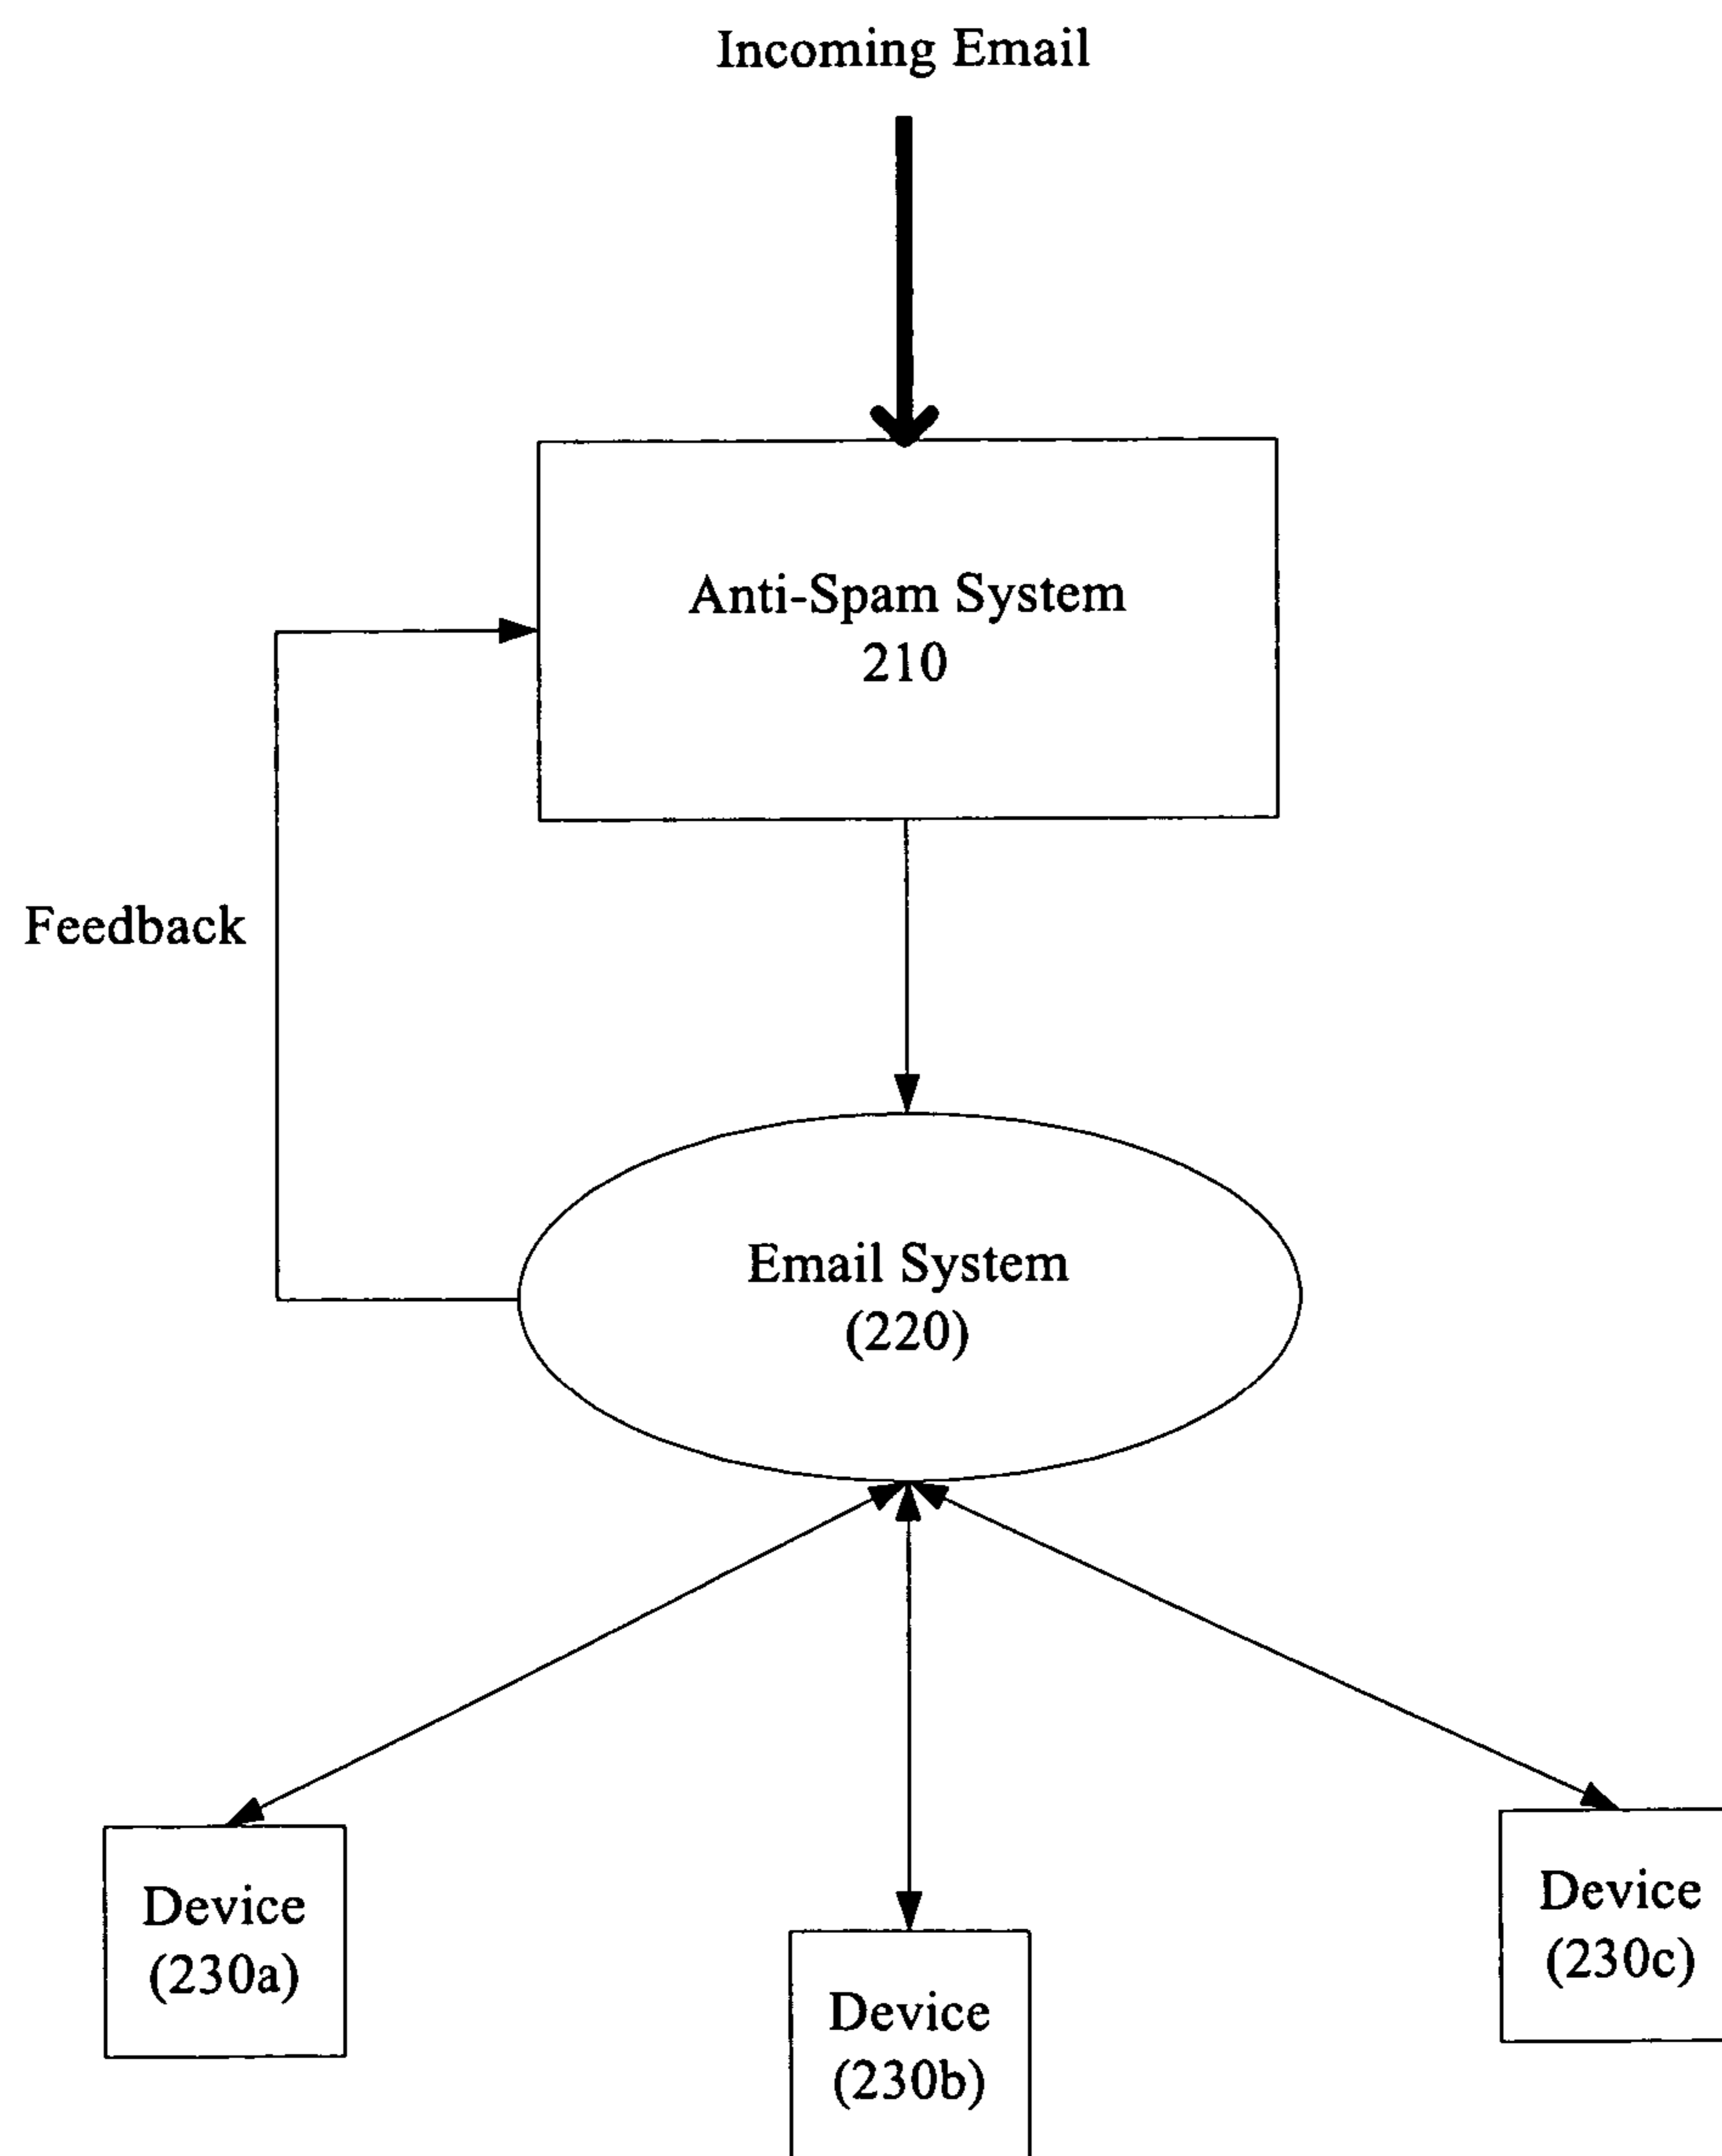 Incoming Email
Anti-Spam System
210
Feedback
Email System
(220)
Device
(230a)
Device
(230b)
Device
(230c)